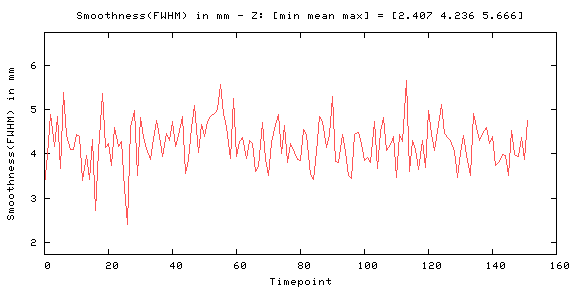 Smoothness(FWHM) in mm - Z: [min mean max] = [2.407 4.236 5.666]
Smoothness(FWHM) in mm
6
5
4
3
2
0 20 40 60 80 100 120 140 160
Timepoint